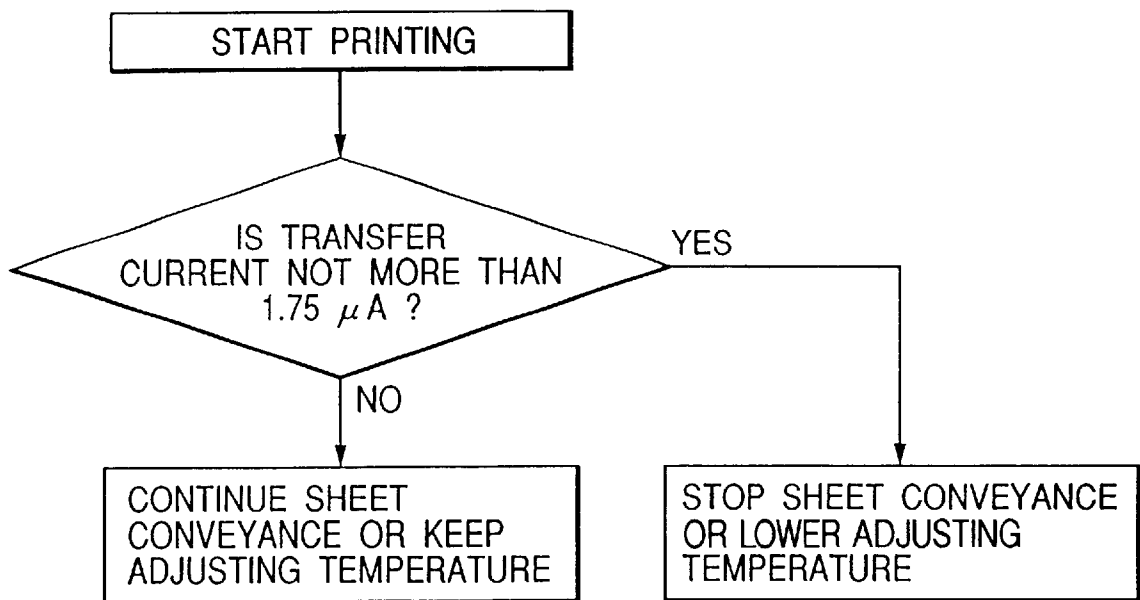 START PRINTING
IS TRANSFER
CURRENT NOT MORE THAN
1.75 μA ?
YES
NO
CONTINUE SHEET
CONVEYANCE OR KEEP
ADJUSTING TEMPERATURE
STOP SHEET CONVEYANCE
OR LOWER ADJUSTING
TEMPERATURE